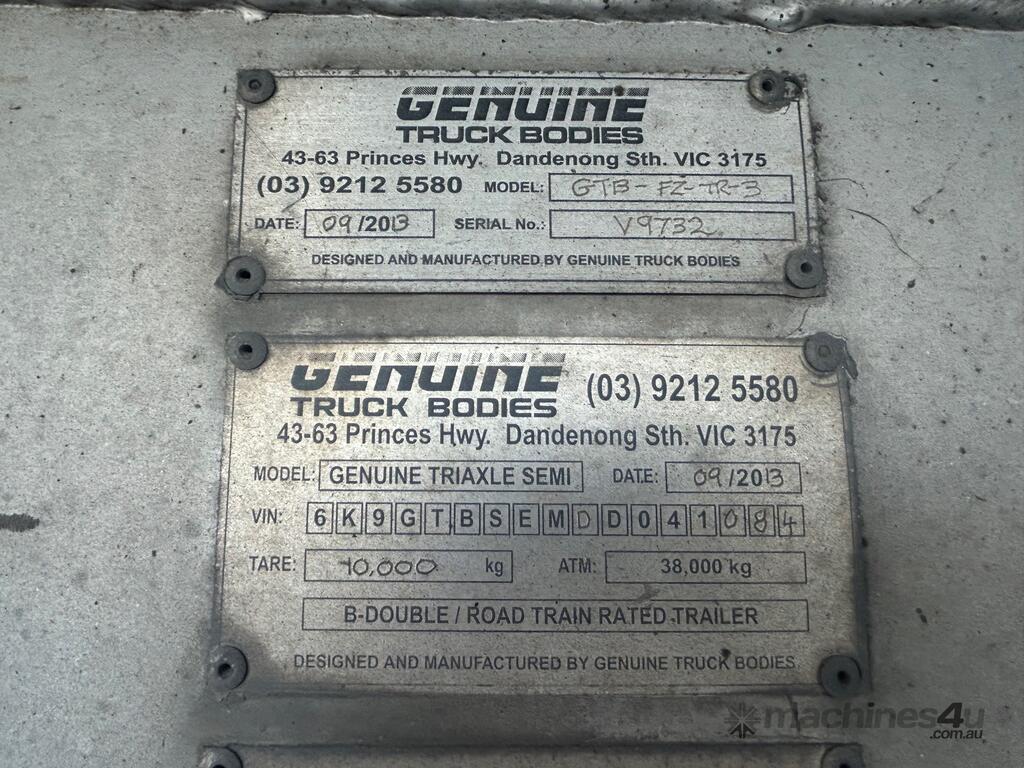 GENUINE
TRUCK BODIES
43-63 Princes Hwy. Dandenong Sth. VIC 3175
(03) 9212 5580 MODEL: GTB-FZ-TR-3
DATE: 09/2013 SERIAL No.: V9732
DESIGNED AND MANUFACTURED BY GENUINE TRUCK BODIES
GENUINE
TRUCK BODIES (03) 9212 5580
43-63 Princes Hwy. Dandenong Sth. VIC 3175
MODEL: GENUINE TRIAXLE SEMI DATE: 09/2013
VIN: 6K9GTBSEMDD041084
TARE: 10,000 kg ATM: 38,000 kg
B-DOUBLE / ROAD TRAIN RATED TRAILER
DESIGNED AND MANUFACTURED BY GENUINE TRUCK BODIES
machines4u
.com.au